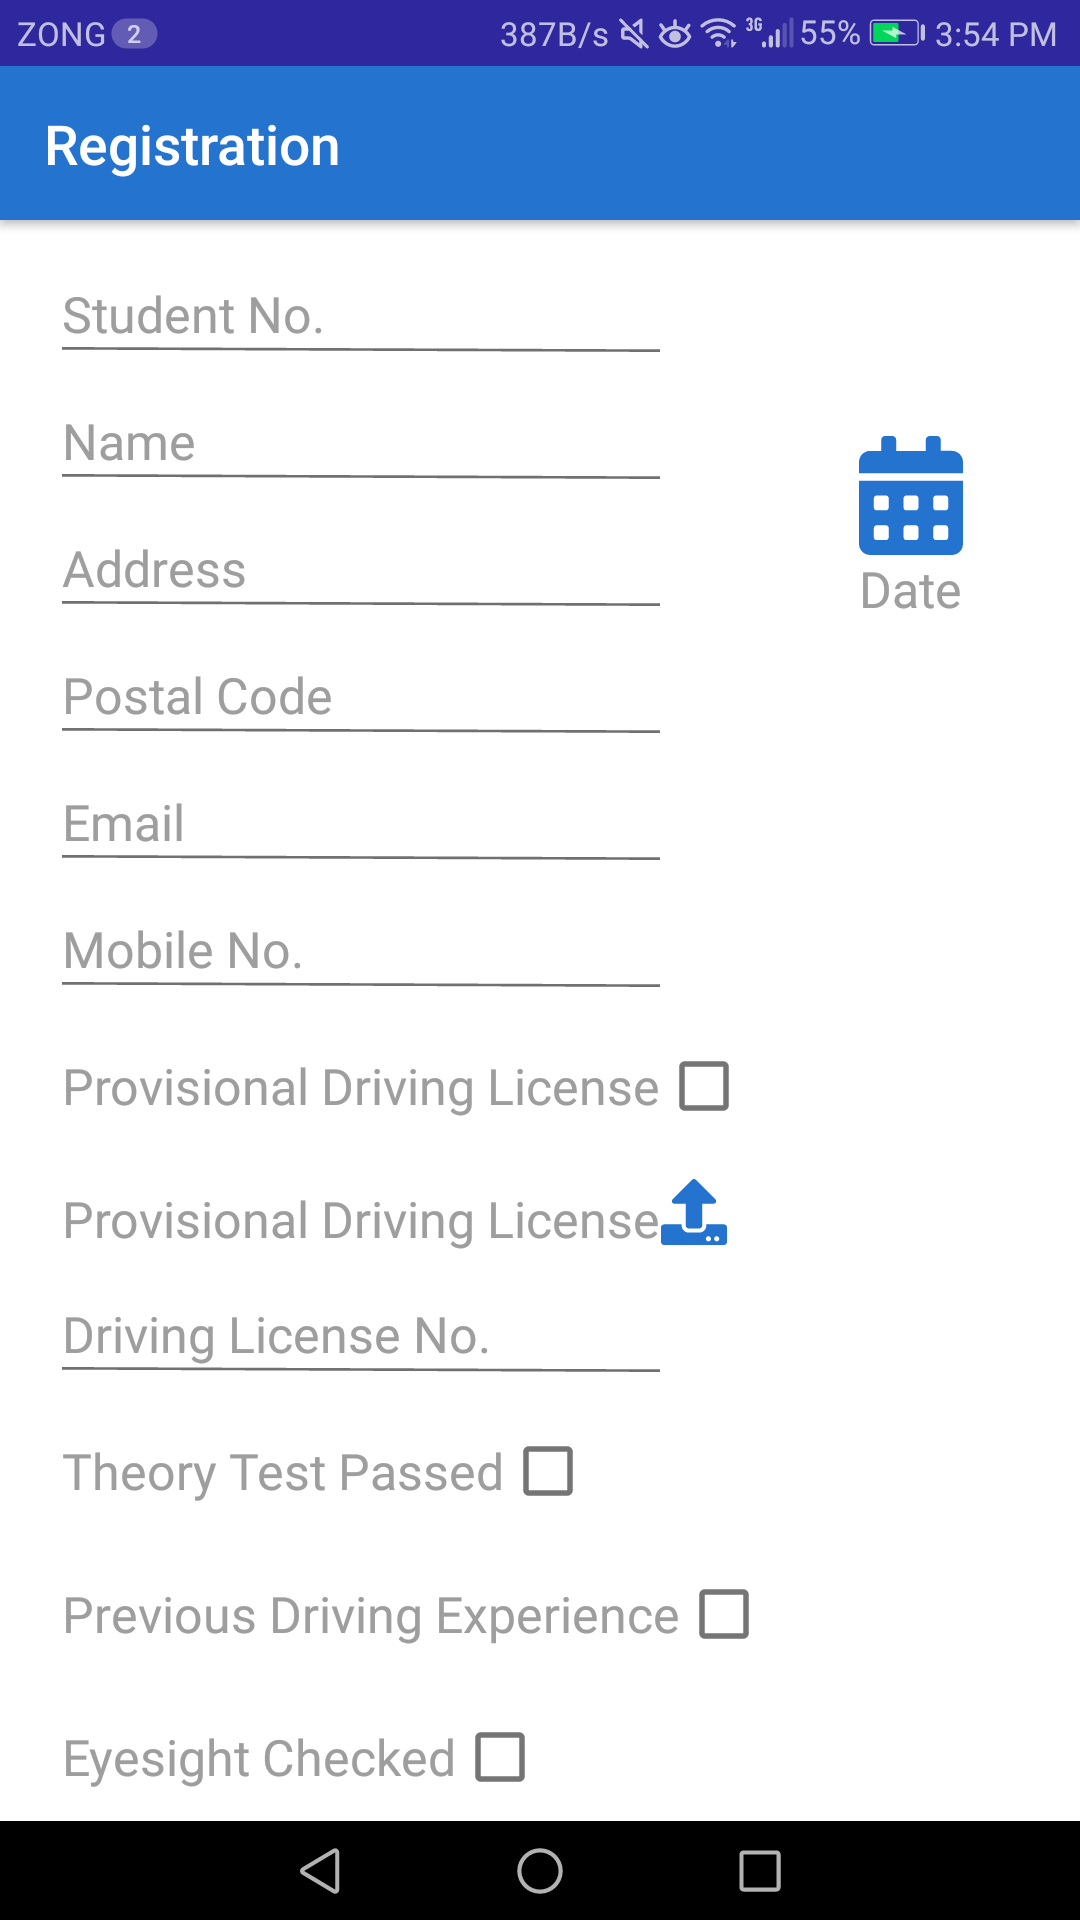 ZONG 2 387B/s 3G 55% 3:54 PM
Registration
Student No.
Name
Address
Date
Postal Code
Email
Mobile No.
Provisional Driving License
Provisional Driving License
Driving License No.
Theory Test Passed
Previous Driving Experience
Eyesight Checked